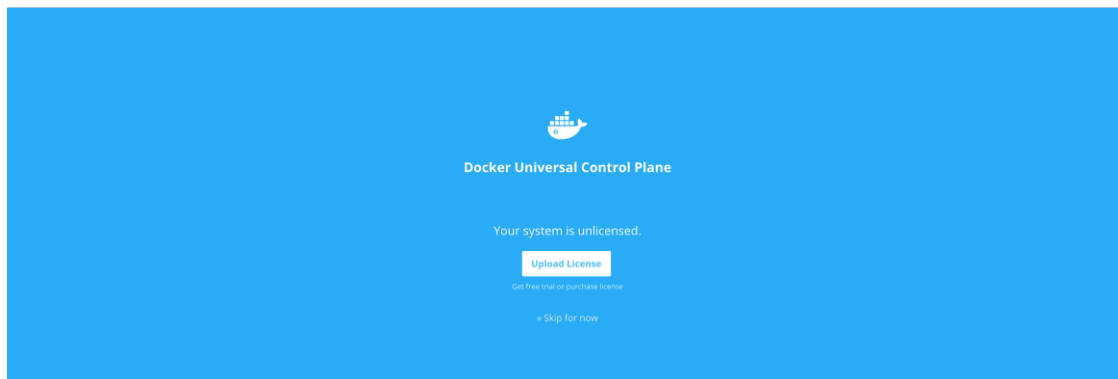 Docker Universal Control Plane
Your system is unlicensed.
Upload License
Get free trial or purchase license
» Skip for now